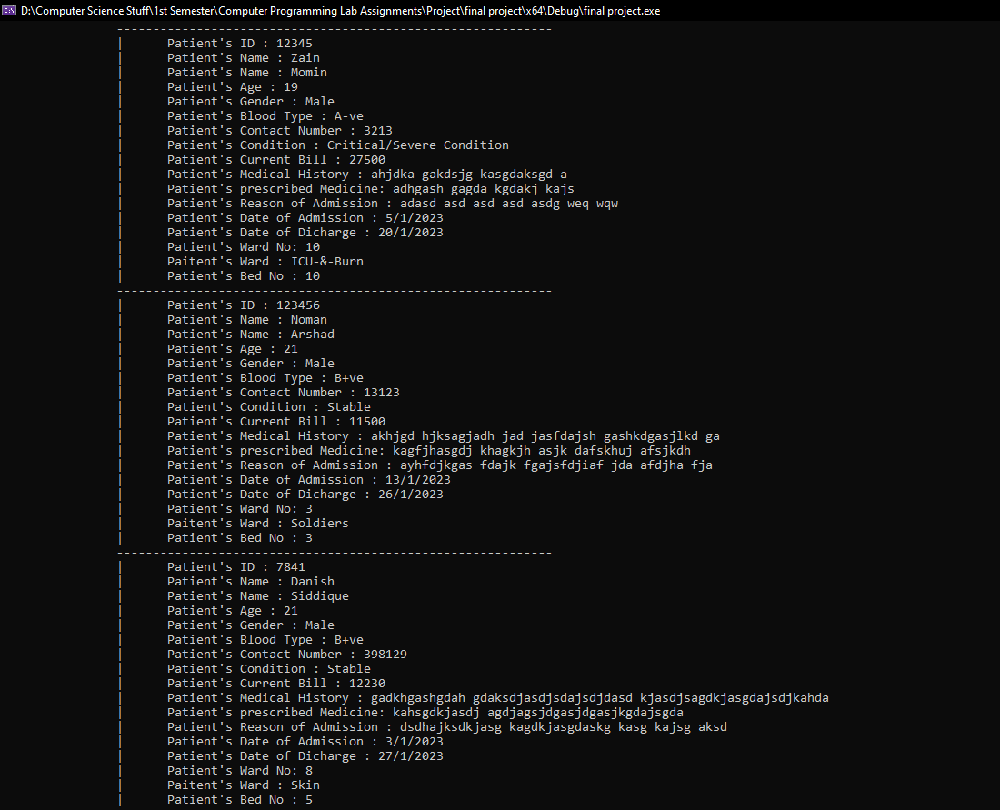 D:\Computer Science Stuff\1st Semester\Computer Programming Lab Assignments\Project\final project\x64\Debug\final project.exe
------------------------------------------------------------
| Patient's ID : 12345
| Patient's Name : Zain
| Patient's Name : Momin
| Patient's Age : 19
| Patient's Gender : Male
| Patient's Blood Type : A-ve
| Patient's Contact Number : 3213
| Patient's Condition : Critical/Severe Condition
| Patient's Current Bill : 27500
| Patient's Medical History : ahjdka gakdsjg kasgdaksgd a
| Patient's prescribed Medicine: adhgash gagda kgdakj kajs
| Patient's Reason of Admission : adasd asd asd asd asdg weq wqw
| Patient's Date of Admission : 5/1/2023
| Patient's Date of Dicharge : 20/1/2023
| Patient's Ward No: 10
| Paitent's Ward : ICU-&-Burn
| Patient's Bed No : 10
------------------------------------------------------------
| Patient's ID : 123456
| Patient's Name : Noman
| Patient's Name : Arshad
| Patient's Age : 21
| Patient's Gender : Male
| Patient's Blood Type : B+ve
| Patient's Contact Number : 13123
| Patient's Condition : Stable
| Patient's Current Bill : 11500
| Patient's Medical History : akhjgd hjksagjadh jad jasfdajsh gashkdgasjlkd ga
| Patient's prescribed Medicine: kagfjhasgdj khagkjh asjk dafskhuj afsjkdh
| Patient's Reason of Admission : ayhfdjkgas fdajk fgajsfdjiaf jda afdjha fja
| Patient's Date of Admission : 13/1/2023
| Patient's Date of Dicharge : 26/1/2023
| Patient's Ward No: 3
| Paitent's Ward : Soldiers
| Patient's Bed No : 3
------------------------------------------------------------
| Patient's ID : 7841
| Patient's Name : Danish
| Patient's Name : Siddique
| Patient's Age : 21
| Patient's Gender : Male
| Patient's Blood Type : B+ve
| Patient's Contact Number : 398129
| Patient's Condition : Stable
| Patient's Current Bill : 12230
| Patient's Medical History : gadkhgashgdah gdaksdjasdjsdajsdjdasd kjasdjsagdkjasgdajsdjkahda
| Patient's prescribed Medicine: kahsgdkjasdj agdjagsjdgasjdgasjkgdajsgda
| Patient's Reason of Admission : dsdhajksdkjasg kagdkjasgdaskg kasg kajsg aksd
| Patient's Date of Admission : 3/1/2023
| Patient's Date of Dicharge : 27/1/2023
| Patient's Ward No: 8
| Paitent's Ward : Skin
| Patient's Bed No : 5